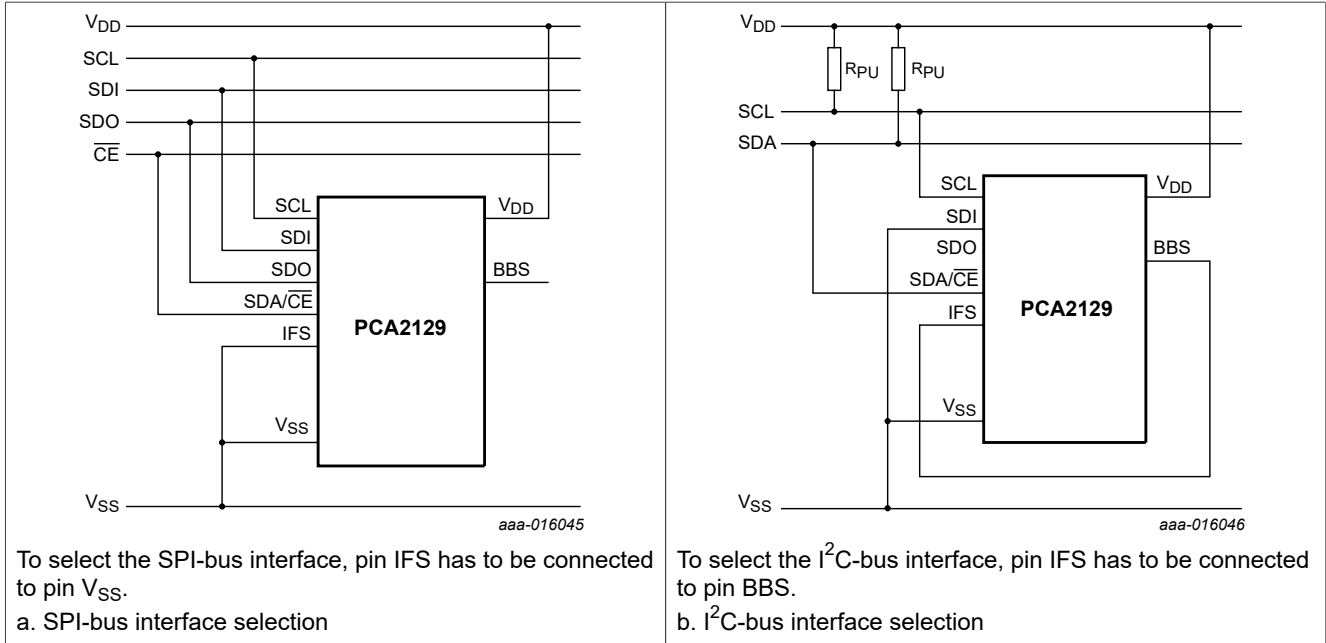 VDD
SCL
SDI
SDO
CE
SCL
SDI
SDO
SDA/CE
IFS
VSS
VDD
BBS
PCA2129
VSS
aaa-016045
To select the SPI-bus interface, pin IFS has to be connected
to pin VSS.
a. SPI-bus interface selection
VDD
RPU
RPU
SCL
SDA
SCL
SDI
SDO
SDA/CE
IFS
VSS
VDD
BBS
PCA2129
VSS
aaa-016046
To select the I²C-bus interface, pin IFS has to be connected
to pin BBS.
b. I²C-bus interface selection